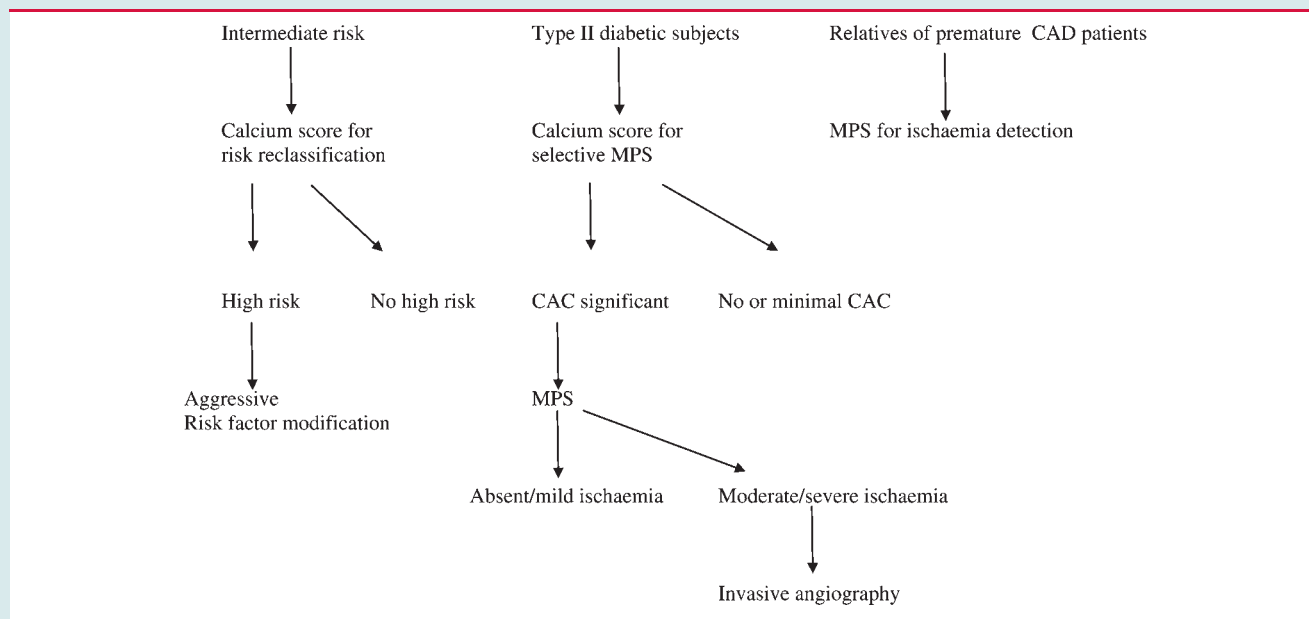 Intermediate risk
Type II diabetic subjects
Relatives of premature CAD patients
Calcium score for
risk reclassification
Calcium score for
selective MPS
MPS for ischaemia detection
High risk
No high risk
CAC significant
No or minimal CAC
Aggressive
Risk factor modification
MPS
Absent/mild ischaemia
Moderate/severe ischaemia
Invasive angiography